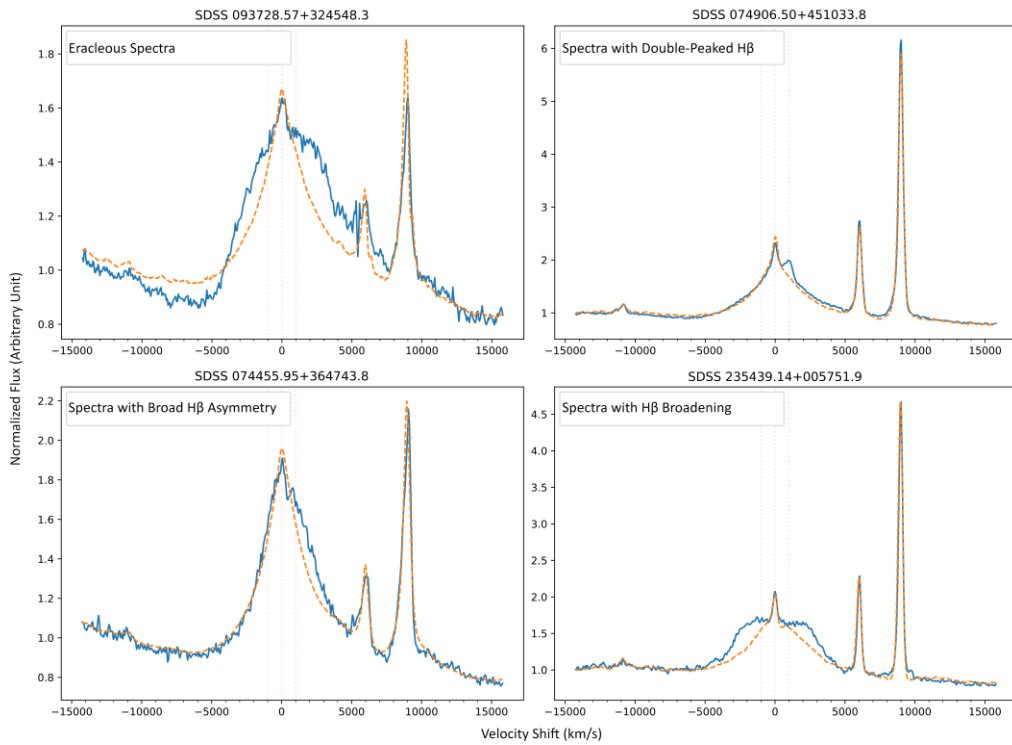 SDSS 093728.57+324548.3
Eracleous Spectra
1.8
1.6
1.4
1.2
1.0
0.8
−15000 −10000 −5000 0 5000 10000 15000
SDSS 074906.50+451033.8
Spectra with Double-Peaked Hβ
6
5
4
3
2
1
−15000 −10000 −5000 0 5000 10000 15000
SDSS 074455.95+364743.8
Spectra with Broad Hβ Asymmetry
2.2
2.0
1.8
1.6
1.4
1.2
1.0
0.8
−15000 −10000 −5000 0 5000 10000 15000
SDSS 235439.14+005751.9
Spectra with Hβ Broadening
4.5
4.0
3.5
3.0
2.5
2.0
1.5
1.0
−15000 −10000 −5000 0 5000 10000 15000
Normalized Flux (Arbitrary Unit)
Velocity Shift (km/s)